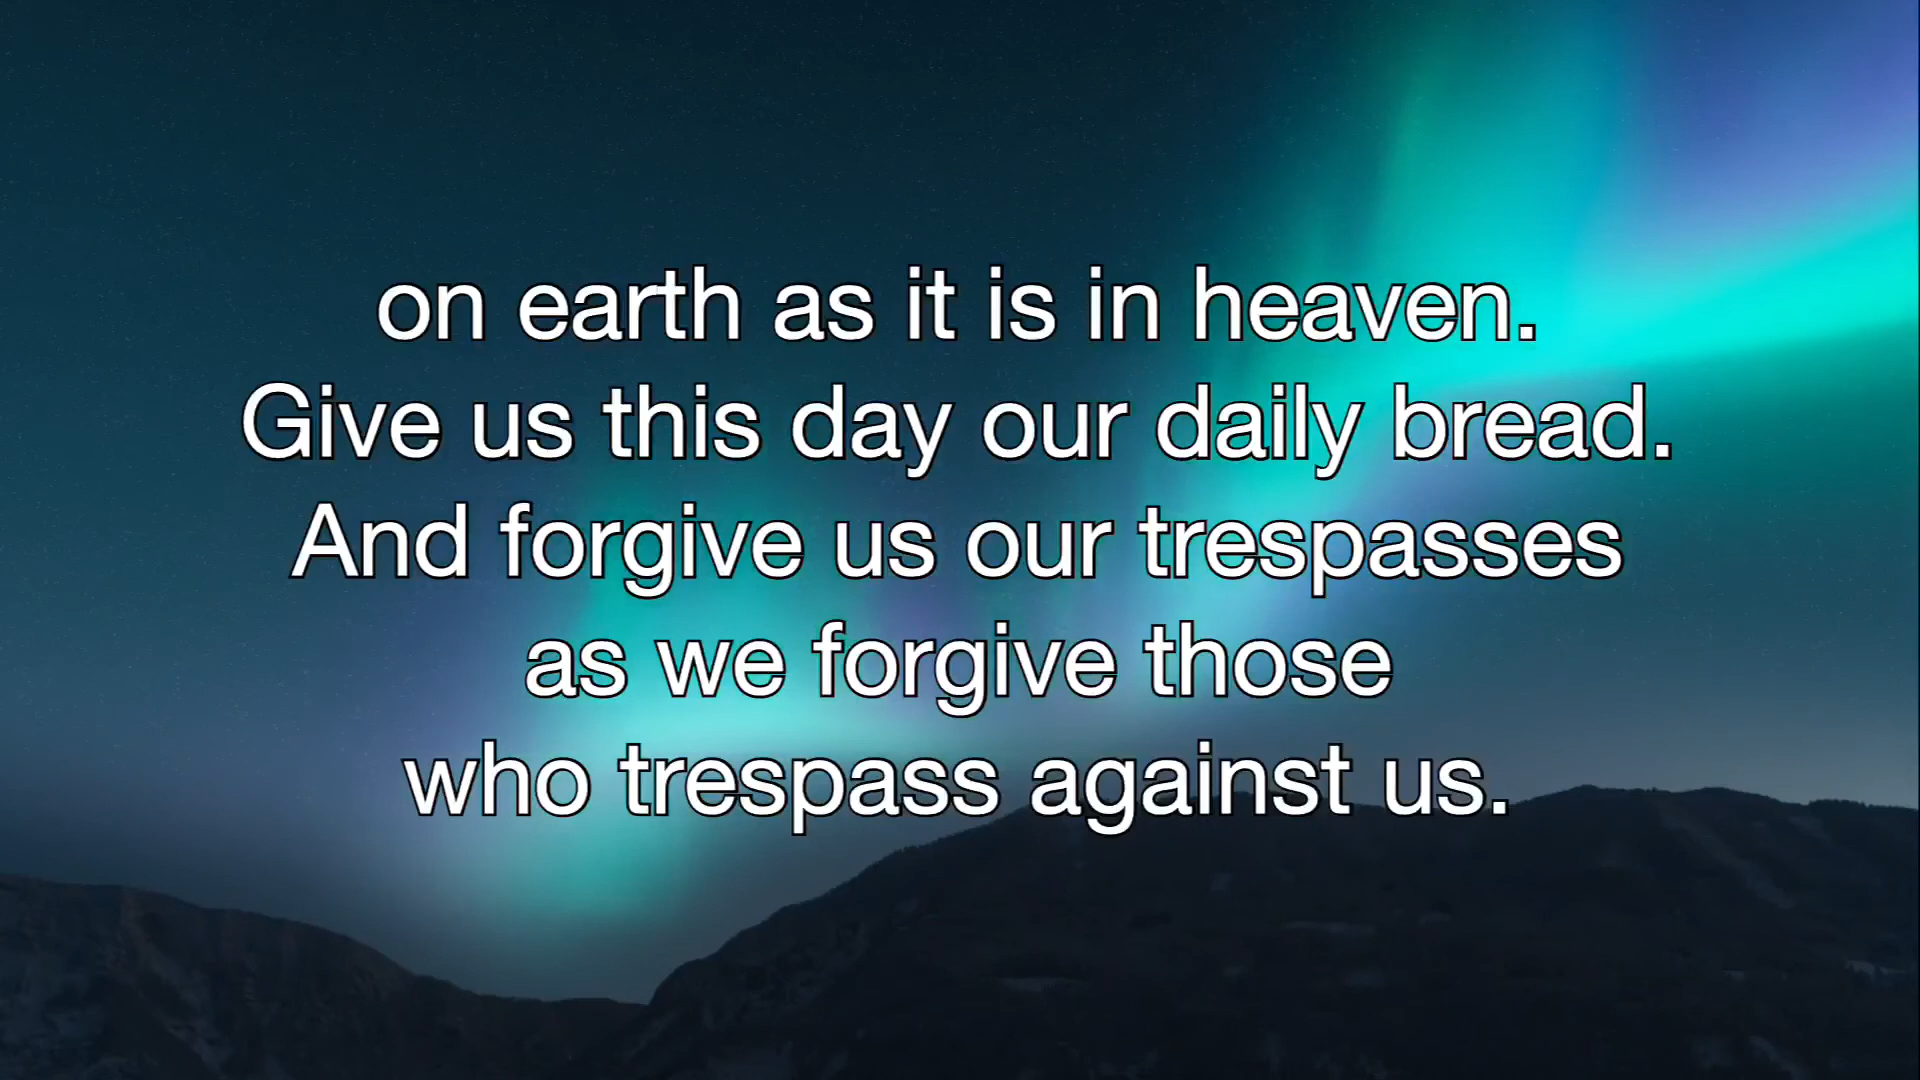 on earth as it is in heaven.
Give us this day our daily bread.
And forgive us our trespasses
as we forgive those
who trespass against us.